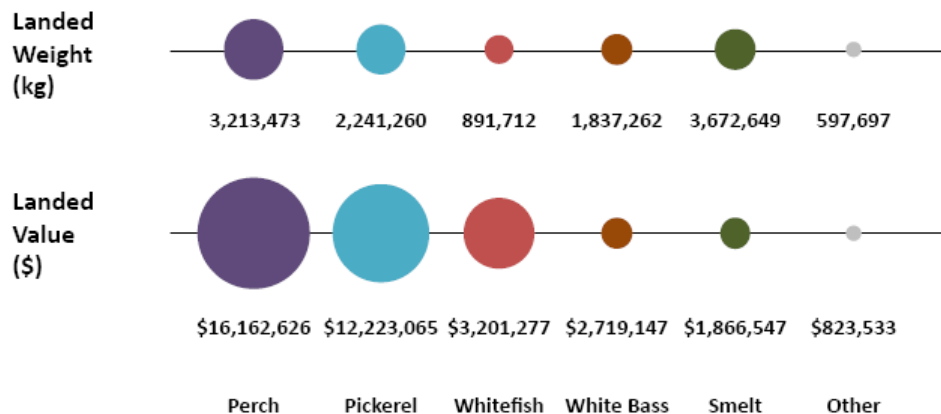 Landed
Weight
(kg)
3,213,473 2,241,260 891,712 1,837,262 3,672,649 597,697
Landed
Value
($)
$16,162,626 $12,223,065 $3,201,277 $2,719,147 $1,866,547 $823,533
Perch Pickerel Whitefish White Bass Smelt Other